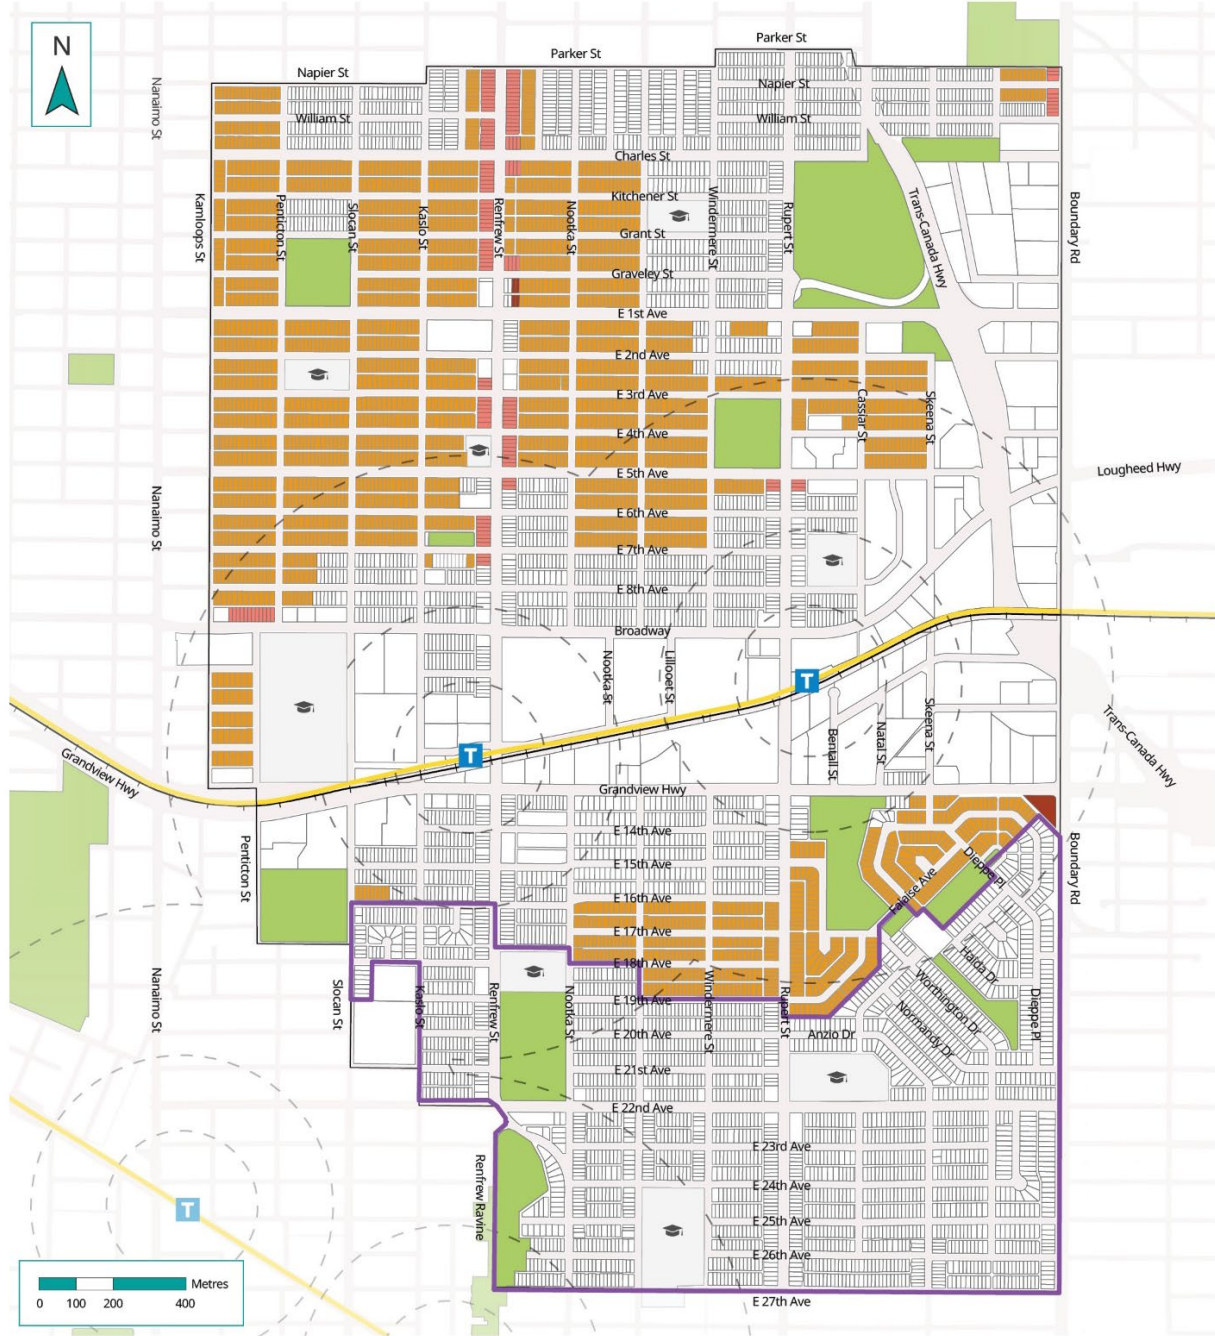 N
Parker St
Parker St
Napier St
Napier St
William St
William St
Nanaimo St
Charles St
Kitchener St
Grant St
Graveley St
Kamloops St
Penticton St
Slocan St
Kaslo St
Renfrew St
Nootka St
Windermere St
Rupert St
Trans-Canada Hwy
Boundary Rd
E 1st Ave
E 2nd Ave
E 3rd Ave
E 4th Ave
Cassiar St
Skeena St
E 5th Ave
Lougheed Hwy
Nanaimo St
E 6th Ave
E 7th Ave
E 8th Ave
Broadway
Nootka St
Lillooet St
T
T
Bentall St
Natal St
Skeena St
Trans-Canada Hwy
Grandview Hwy
Grandview Hwy
Penticton St
E 14th Ave
E 15th Ave
E 16th Ave
E 17th Ave
E 18th Ave
E 19th Ave
E 20th Ave
E 21st Ave
E 22nd Ave
Dieppe Pl
Falaise Ave
Boundary Rd
Nanaimo St
Slocan St
Kaslo St
Renfrew St
Nootka St
Windermere St
Rupert St
Anzio Dr
Haida Dr
Worthington Dr
Normandy Dr
Dieppe Pl
E 23rd Ave
E 24th Ave
E 25th Ave
E 26th Ave
E 27th Ave
Renfrew Ravine
T
Metres
0 100 200 400